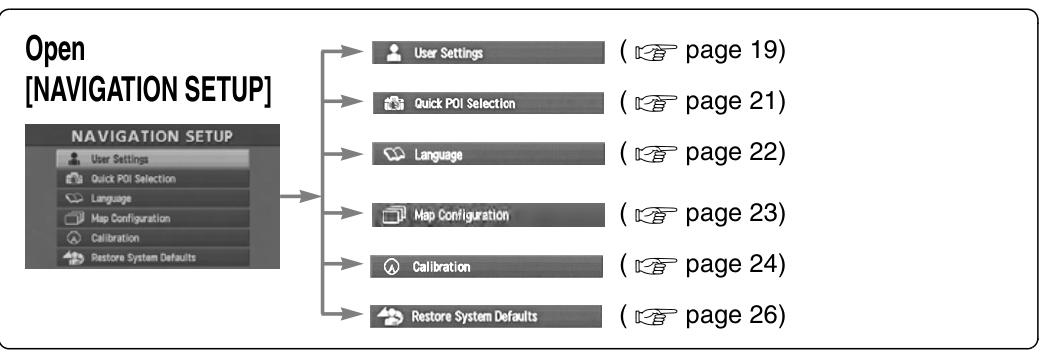 Open
[NAVIGATION SETUP]
NAVIGATION SETUP
User Settings
Quick POI Selection
Language
Map Configuration
Calibration
Restore System Defaults
User Settings (☞ page 19)
Quick POI Selection (☞ page 21)
Language (☞ page 22)
Map Configuration (☞ page 23)
Calibration (☞ page 24)
Restore System Defaults (☞ page 26)